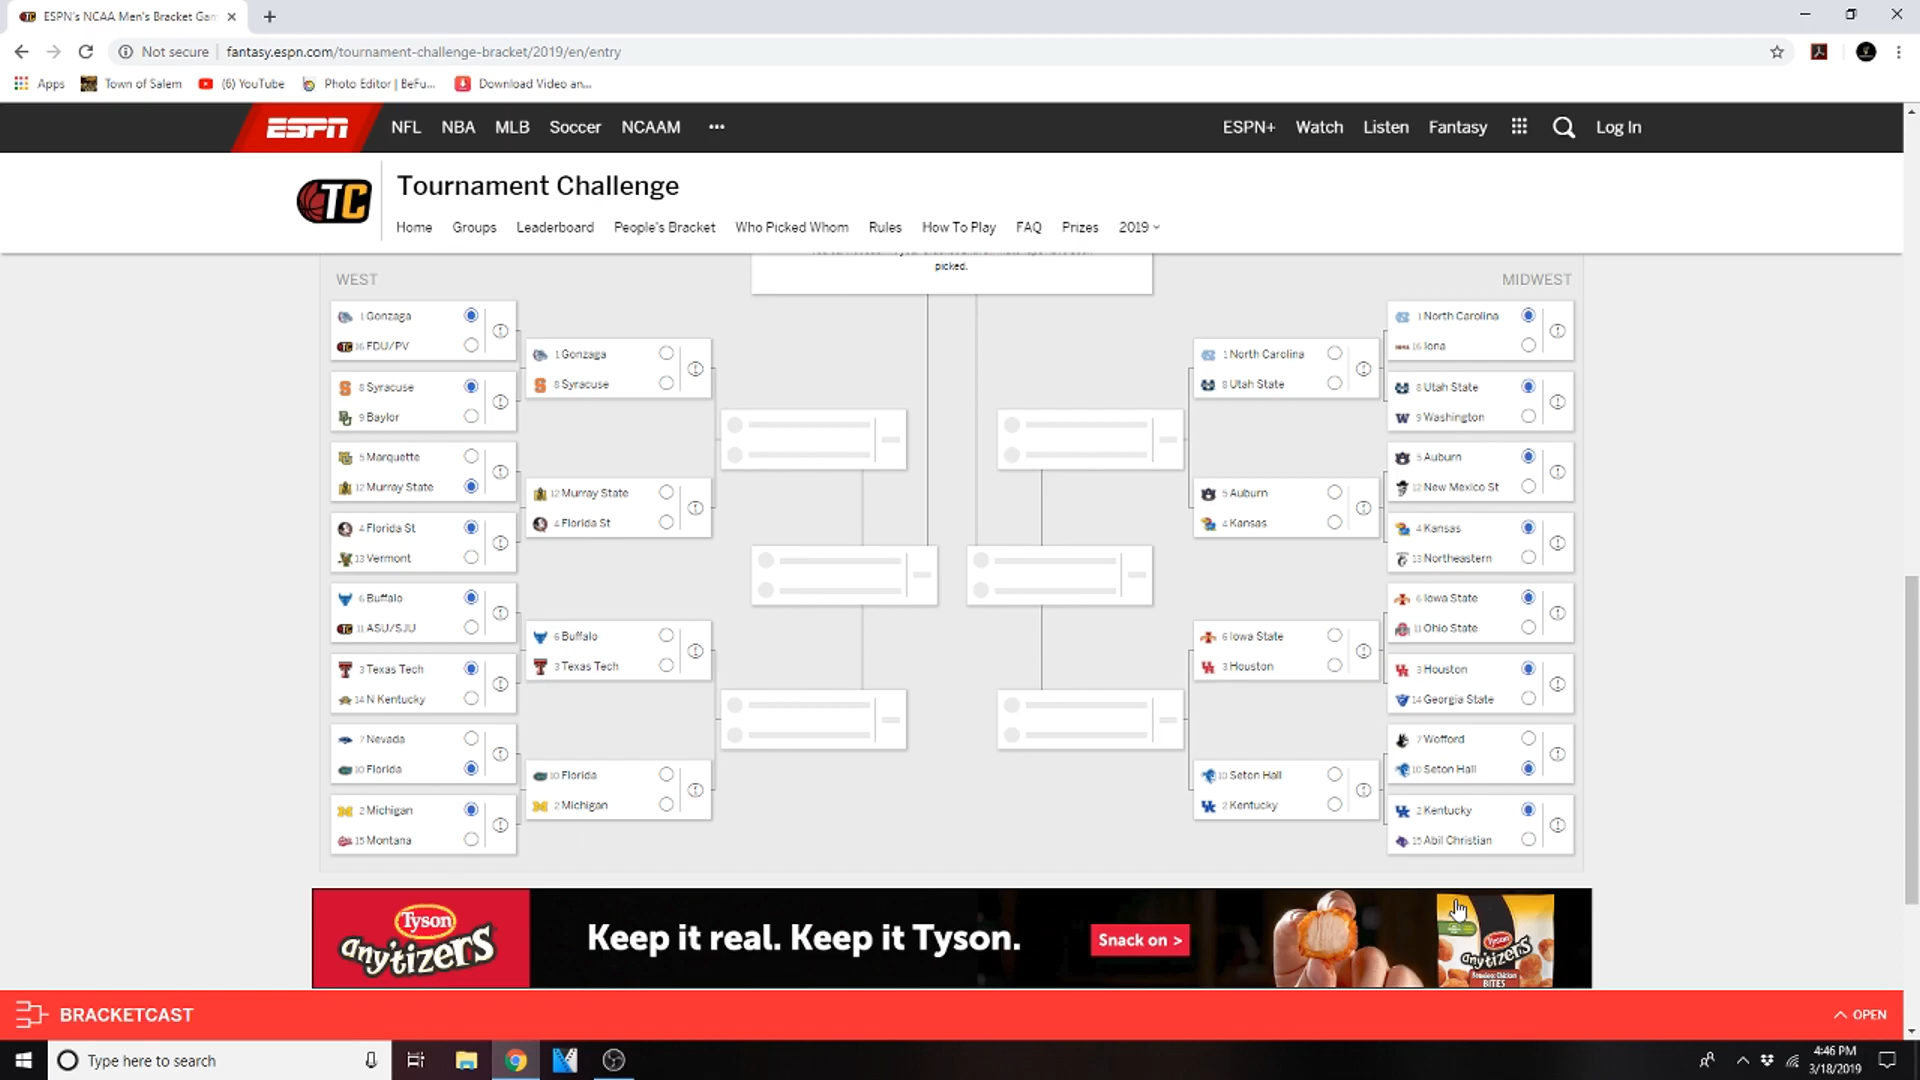 ESPN's NCAA Men's Bracket Gam
Not secure
fantasy.espn.com/tournament-challenge-bracket/2019/en/entry
Apps
Town of Salem
(6) YouTube
Photo Editor | BeFu...
Download Video an...
ESPN
NFL
NBA
MLB
Soccer
NCAAM
ESPN+
Watch
Listen
Fantasy
Log In
TC
Tournament Challenge
Home
Groups
Leaderboard
People's Bracket
Who Picked Whom
Rules
How To Play
FAQ
Prizes
2019
picked.
WEST
1 Gonzaga
16 FDU/PV
8 Syracuse
9 Baylor
5 Marquette
12 Murray State
4 Florida St
13 Vermont
6 Buffalo
11 ASU/SJU
3 Texas Tech
14 N Kentucky
7 Nevada
10 Florida
2 Michigan
15 Montana
1 Gonzaga
8 Syracuse
12 Murray State
4 Florida St
6 Buffalo
3 Texas Tech
10 Florida
2 Michigan
MIDWEST
1 North Carolina
8 Utah State
5 Auburn
4 Kansas
6 Iowa State
3 Houston
10 Seton Hall
2 Kentucky
1 North Carolina
16 Iona
8 Utah State
9 Washington
5 Auburn
12 New Mexico St
4 Kansas
13 Northeastern
6 Iowa State
11 Ohio State
3 Houston
14 Georgia State
7 Wofford
10 Seton Hall
2 Kentucky
15 Abil Christian
Tyson
any'tizers
Keep it real. Keep it Tyson.
Snack on >
Tyson
any'tizers
BITES
BRACKETCAST
OPEN
Type here to search
4:46 PM
3/18/2019